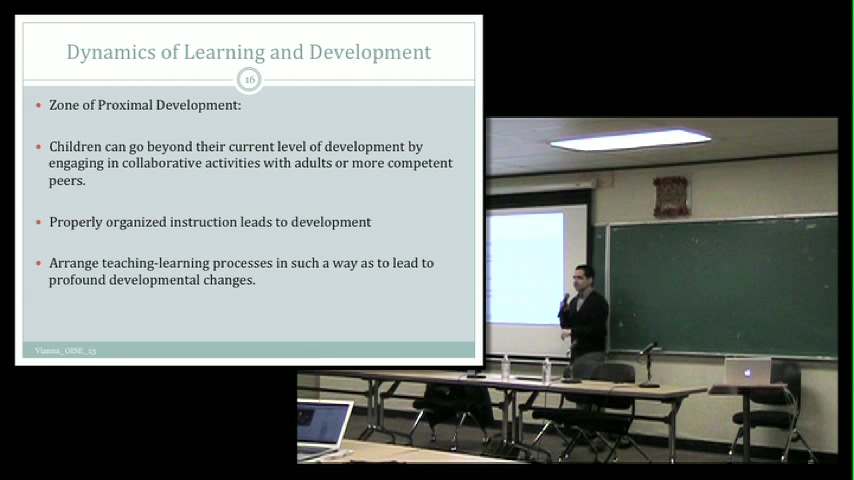 Dynamics of Learning and Development
16
Zone of Proximal Development:
Children can go beyond their current level of development by
engaging in collaborative activities with adults or more competent
peers.
Properly organized instruction leads to development
Arrange teaching-learning processes in such a way as to lead to
profound developmental changes.
Vianna_OISE_13